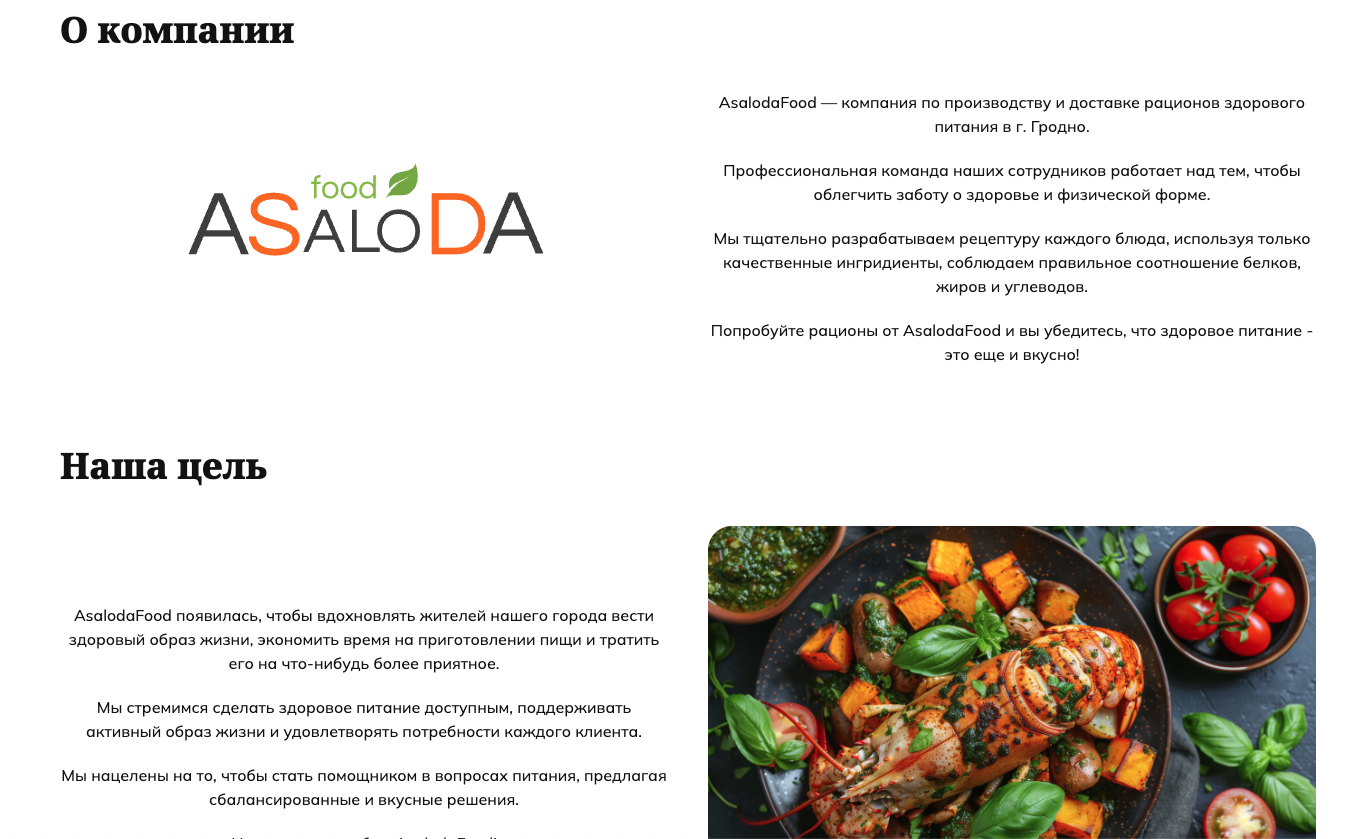 О компании
food
ASALODA
AsalodaFood — компания по производству и доставке рационов здорового
питания в г. Гродно.
Профессиональная команда наших сотрудников работает над тем, чтобы
облегчить заботу о здоровье и физической форме.
Мы тщательно разрабатываем рецептуру каждого блюда, используя только
качественные ингридиенты, соблюдаем правильное соотношение белков,
жиров и углеводов.
Попробуйте рационы от AsalodaFood и вы убедитесь, что здоровое питание -
это еще и вкусно!
Наша цель
AsalodaFood появилась, чтобы вдохновлять жителей нашего города вести
здоровый образ жизни, экономить время на приготовлении пищи и тратить
его на что-нибудь более приятное.
Мы стремимся сделать здоровое питание доступным, поддерживать
активный образ жизни и удовлетворять потребности каждого клиента.
Мы нацелены на то, чтобы стать помощником в вопросах питания, предлагая
сбалансированные и вкусные решения.